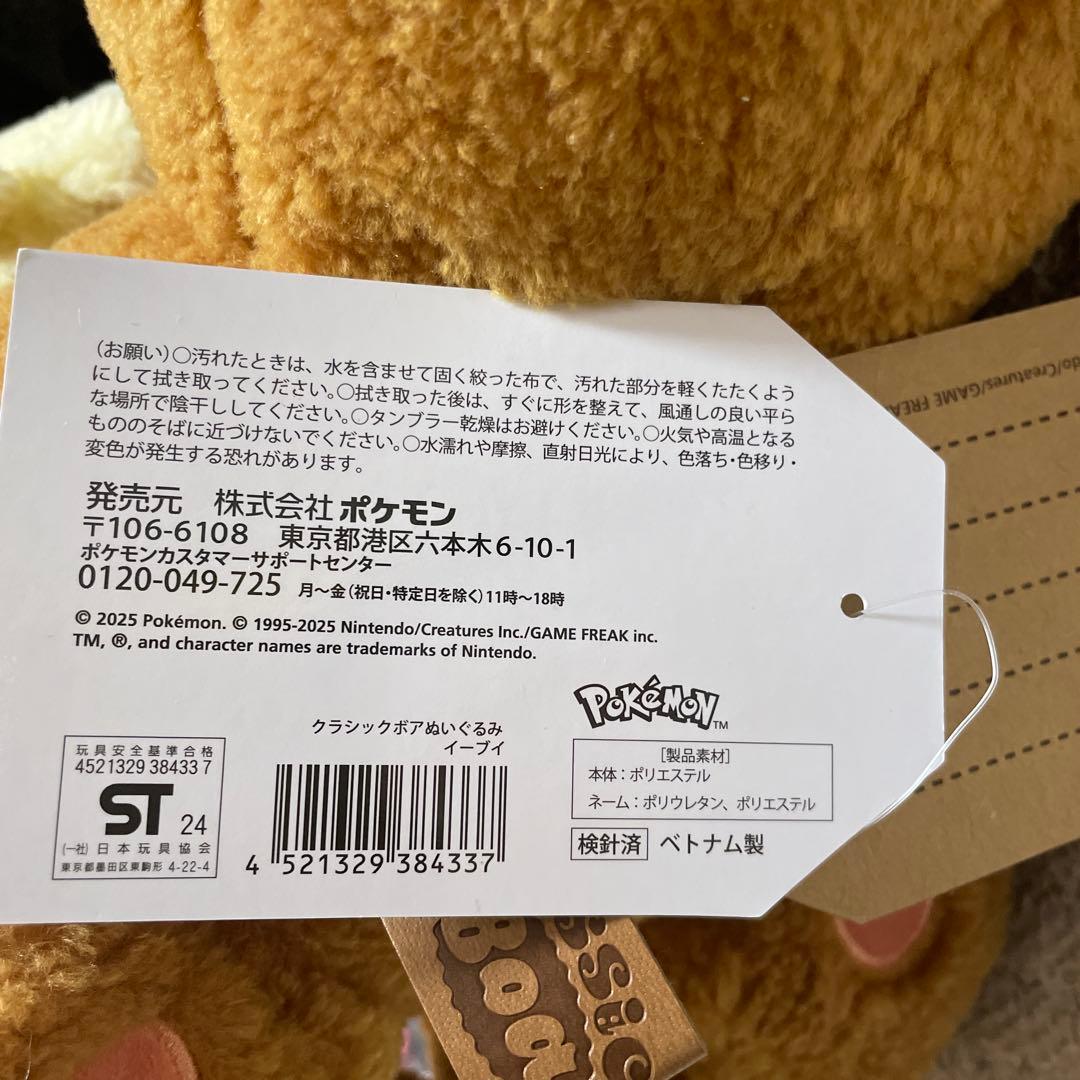 (お願い)○汚れたときは、水を含ませて固く絞った布で、汚れた部分を軽くたたくよう
にして拭き取ってください。○拭き取った後は、すぐに形を整えて、風通しの良い平ら
な場所で陰干ししてください。○タンブラー乾燥はお避けください。○火気や高温となる
もののそばに近づけないでください。○水濡れや摩擦、直射日光により、色落ち・色移り・
変色が発生する恐れがあります。
発売元 株式会社ポケモン
〒106-6108 東京都港区六本木6-10-1
ポケモンカスタマーサポートセンター
0120-049-725 月～金(祝日・特定日を除く)11時～18時
© 2025 Pokémon. © 1995-2025 Nintendo/Creatures Inc./GAME FREAK inc.
TM, ®, and character names are trademarks of Nintendo.
POKéMON TM
クラシックボアぬいぐるみ
イーブイ
玩具安全基準合格
4521329 38433 7
ST 24
(一社)日本玩具協会
東京都墨田区東駒形 4-22-4
4 521329 384337
[製品素材]
本体：ポリエステル
ネーム：ポリウレタン、ポリエステル
検針済 ベトナム製
/Creatures/GAME FREA